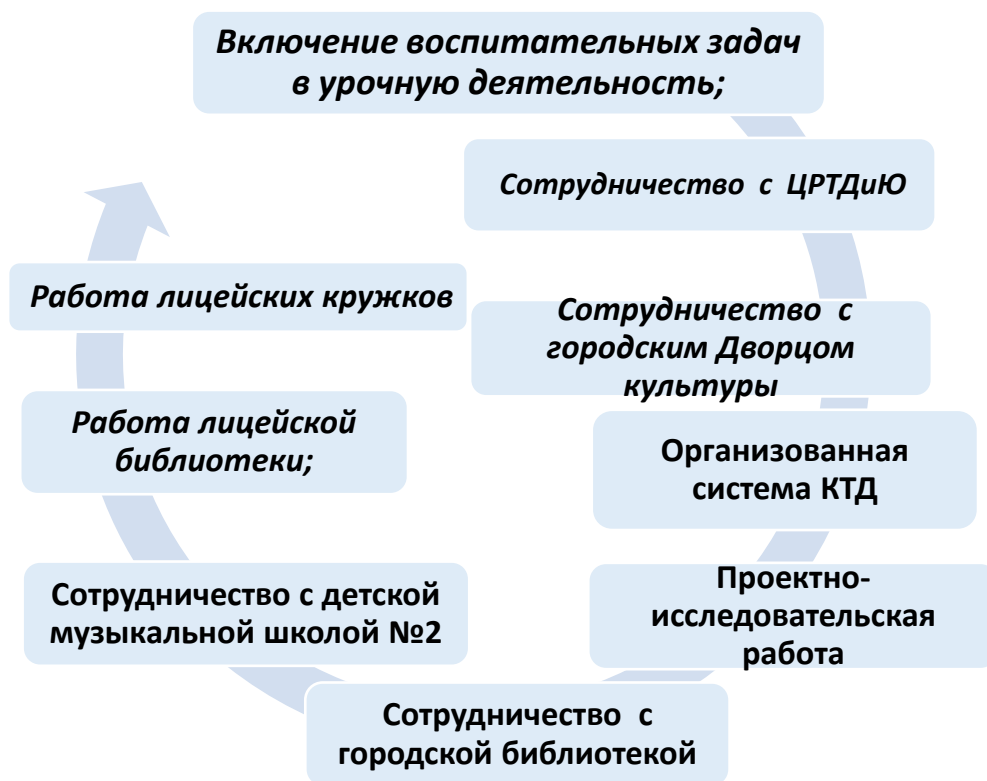 Включение воспитательных задач
в урочную деятельность;
Сотрудничество с ЦРТДиЮ
Сотрудничество с
городским Дворцом
культуры
Организованная
система КТД
Проектно-
исследовательская
работа
Сотрудничество с
городской библиотекой
Сотрудничество с детской
музыкальной школой №2
Работа лицейской
библиотеки;
Работа лицейских кружков